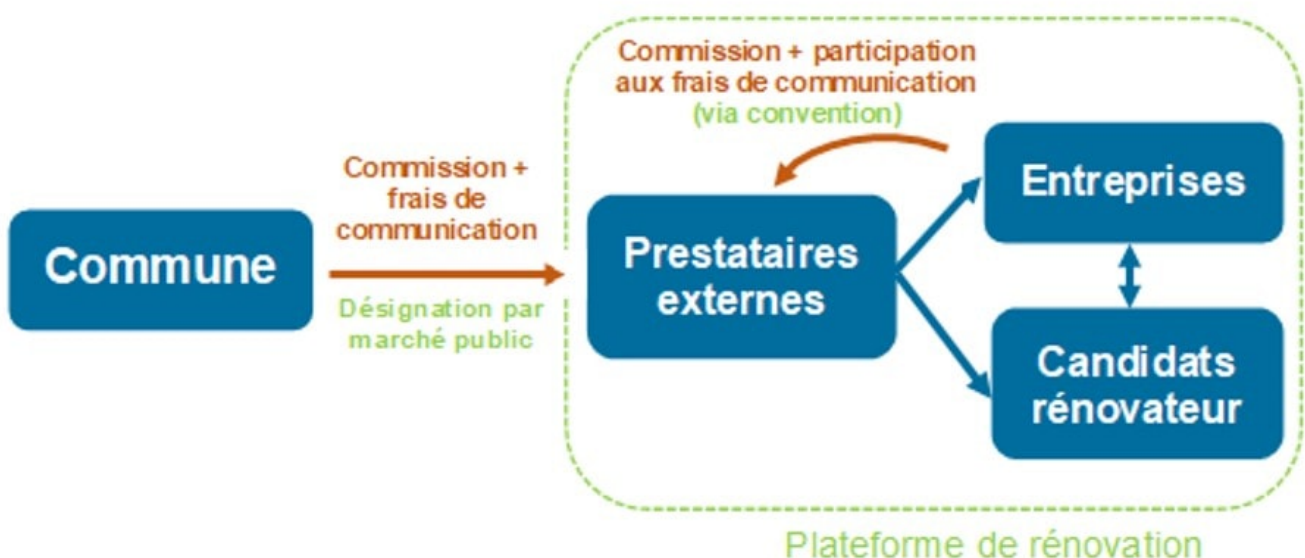 Commune
Commission +
frais de
communication
Désignation par
marché public
Commission + participation
aux frais de communication
(via convention)
Prestataires
externes
Entreprises
Candidats
rénovateur
Plateforme de rénovation